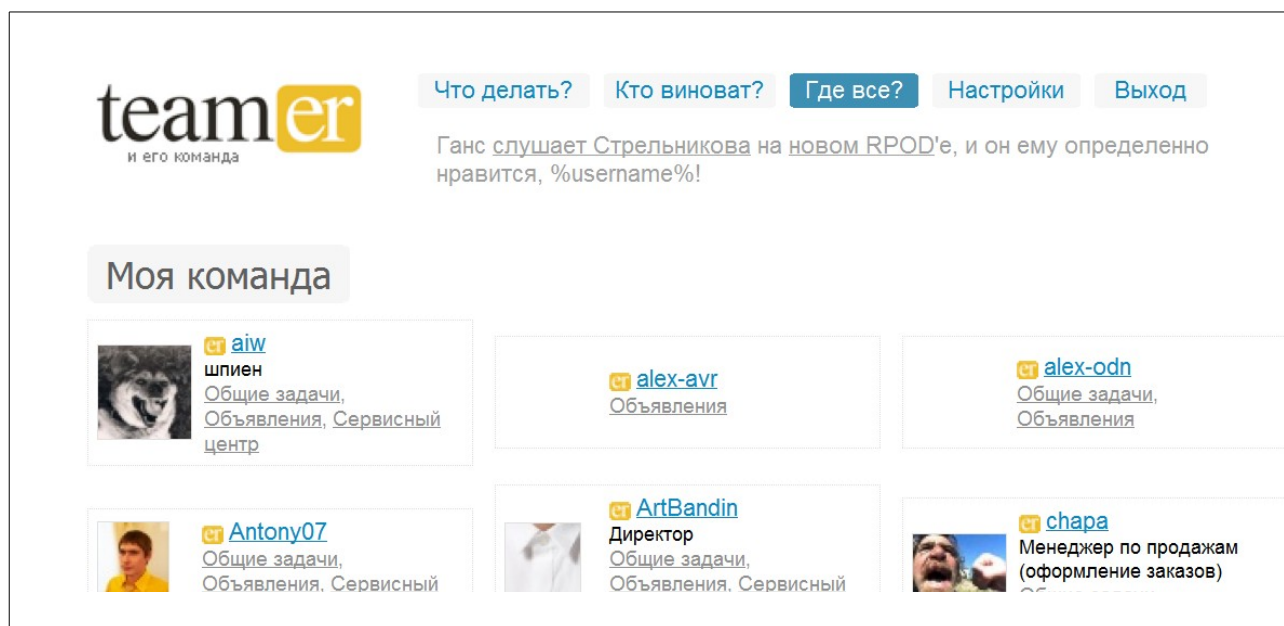 teamer
и его команда
Что делать? Кто виноват? Где все? Настройки Выход
Ганс слушает Стрельникова на новом RPOD'е, и он ему определенно
нравится, %username%!
Моя команда
er aiw
шпиен
Общие задачи,
Объявления, Сервисный
центр
er alex-avr
Объявления
er alex-odn
Общие задачи,
Объявления
er Antony07
Общие задачи,
Объявления, Сервисный
er ArtBandin
Директор
Общие задачи,
Объявления, Сервисный
er chapa
Менеджер по продажам
(оформление заказов)